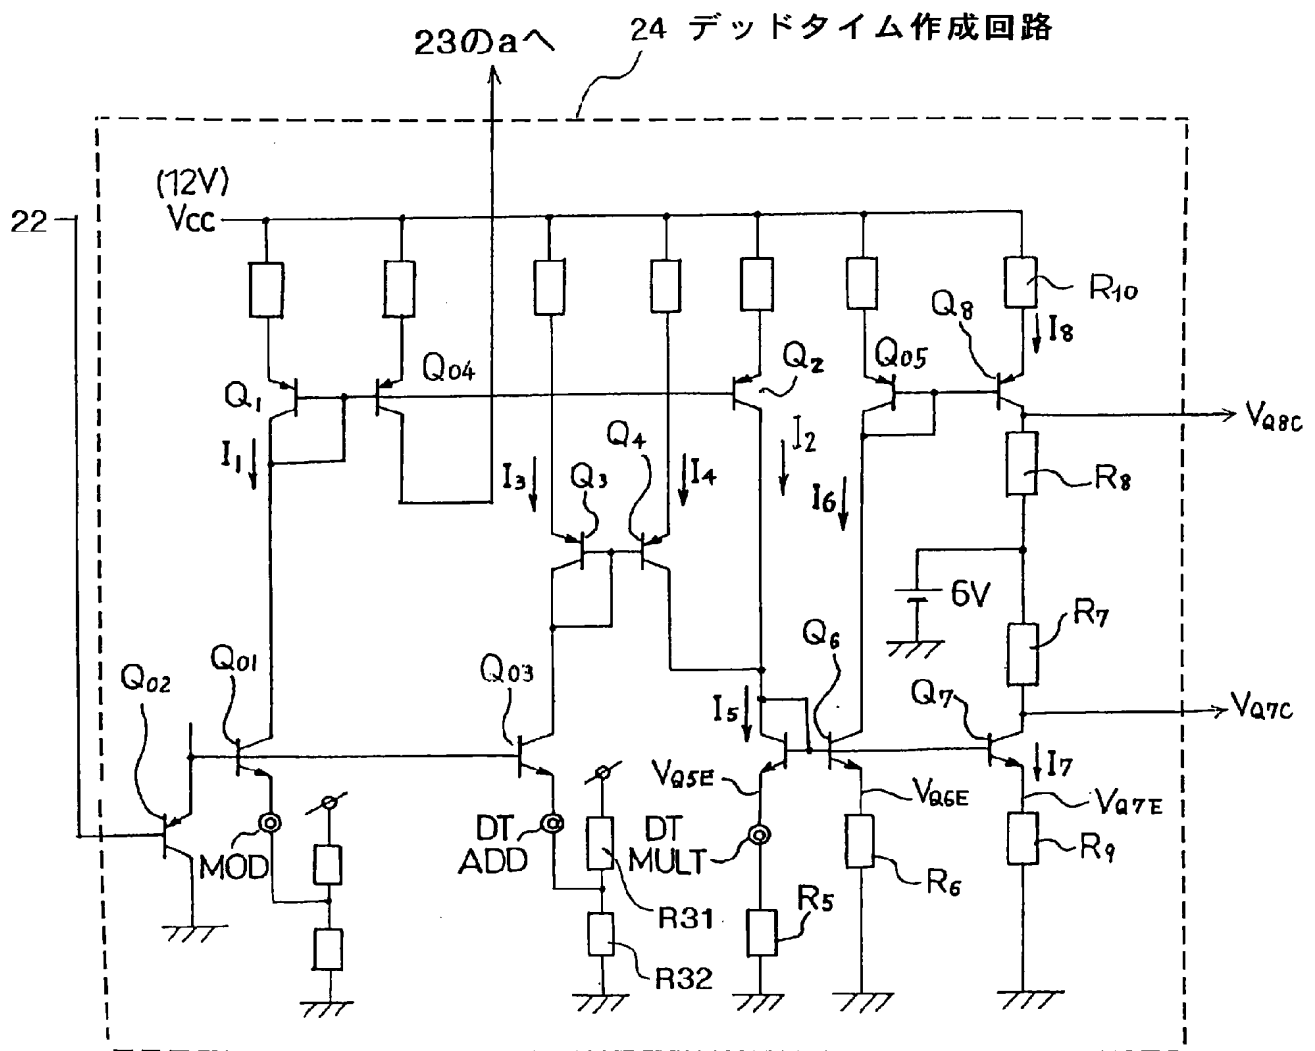 24 デッドタイム作成回路
23のaへ
(12V)
VCC
22
R10
Q8
I8
Q1
Q04
Q2
Q05
VQ8C
I1
I3
Q3
Q4
I4
I2
I6
R8
6V
R7
Q02
Q01
Q03
Q6
Q7
VQ7C
I5
I7
VQ5E
VQ6E
VQ7E
MOD
DT
ADD
DT
MULT
R31
R5
R6
R9
R32